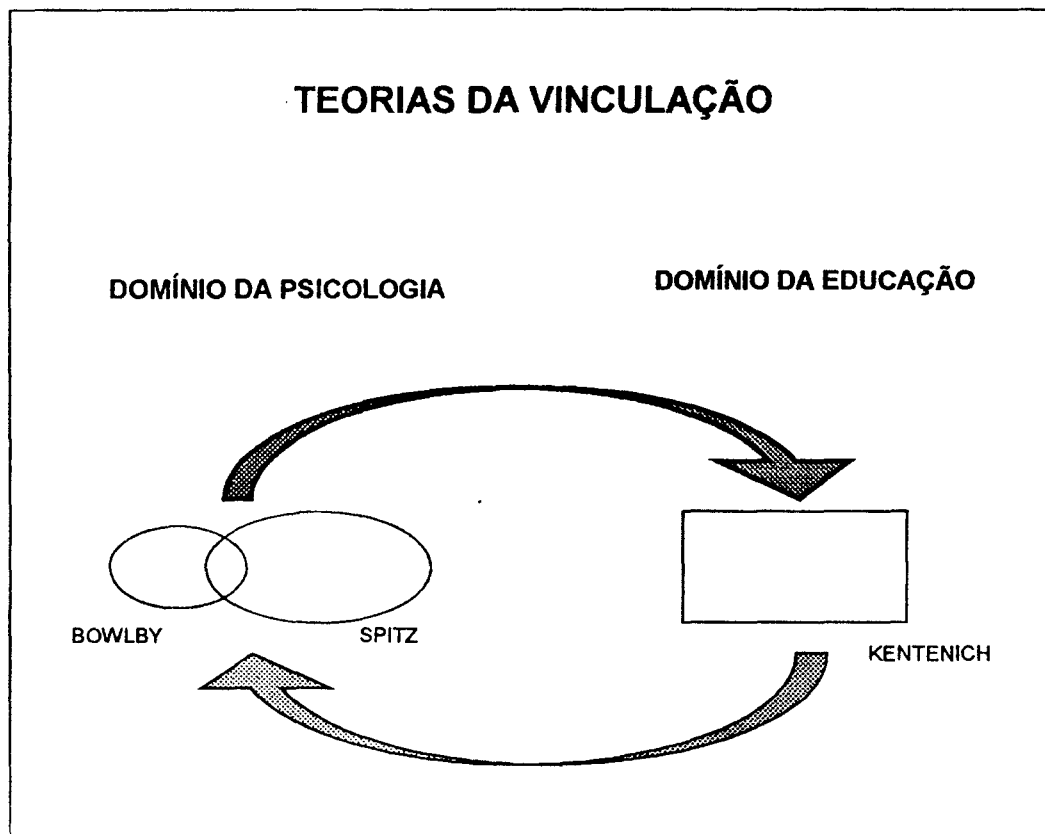 TEORIAS DA VINCULAÇÃO
DOMÍNIO DA PSICOLOGIA
DOMÍNIO DA EDUCAÇÃO
BOWLBY
SPITZ
KENTENICH